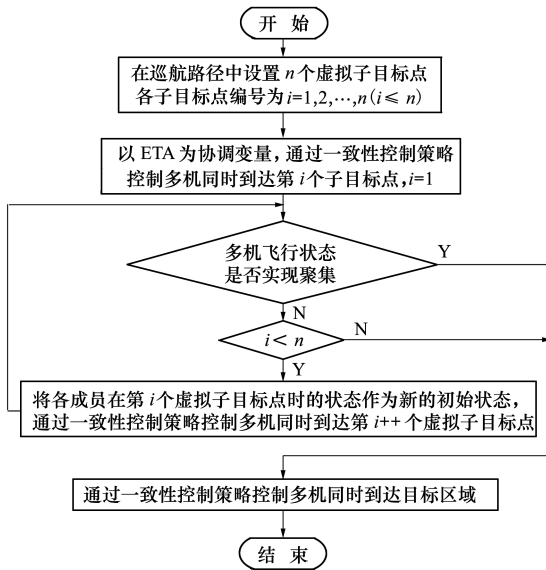 开 始
在巡航路径中设置 n 个虚拟子目标点
各子目标点编号为i=1,2,…,n(i≤n)
以 ETA 为协调变量,通过一致性控制策略
控制多机同时到达第 i个子目标点,i=1
多机飞行状态
是否实现聚集
Y
N
i<n
N
Y
将各成员在第 i个虚拟子目标点时的状态作为新的初始状态,
通过一致性控制策略控制多机同时到达第 i++ 个虚拟子目标点
通过一致性控制策略控制多机同时到达目标区域
结 束